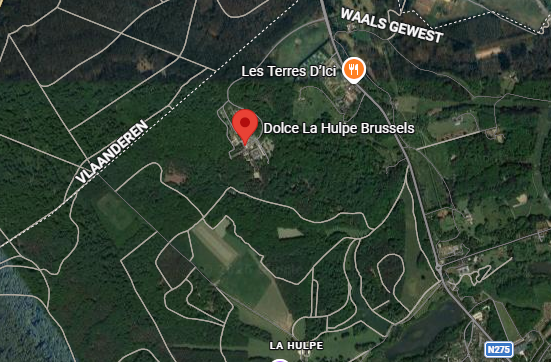 WAALS GEWEST
Les Terres D'Ici
Dolce La Hulpe Brussels
VLAANDEREN
LA HULPE
N275